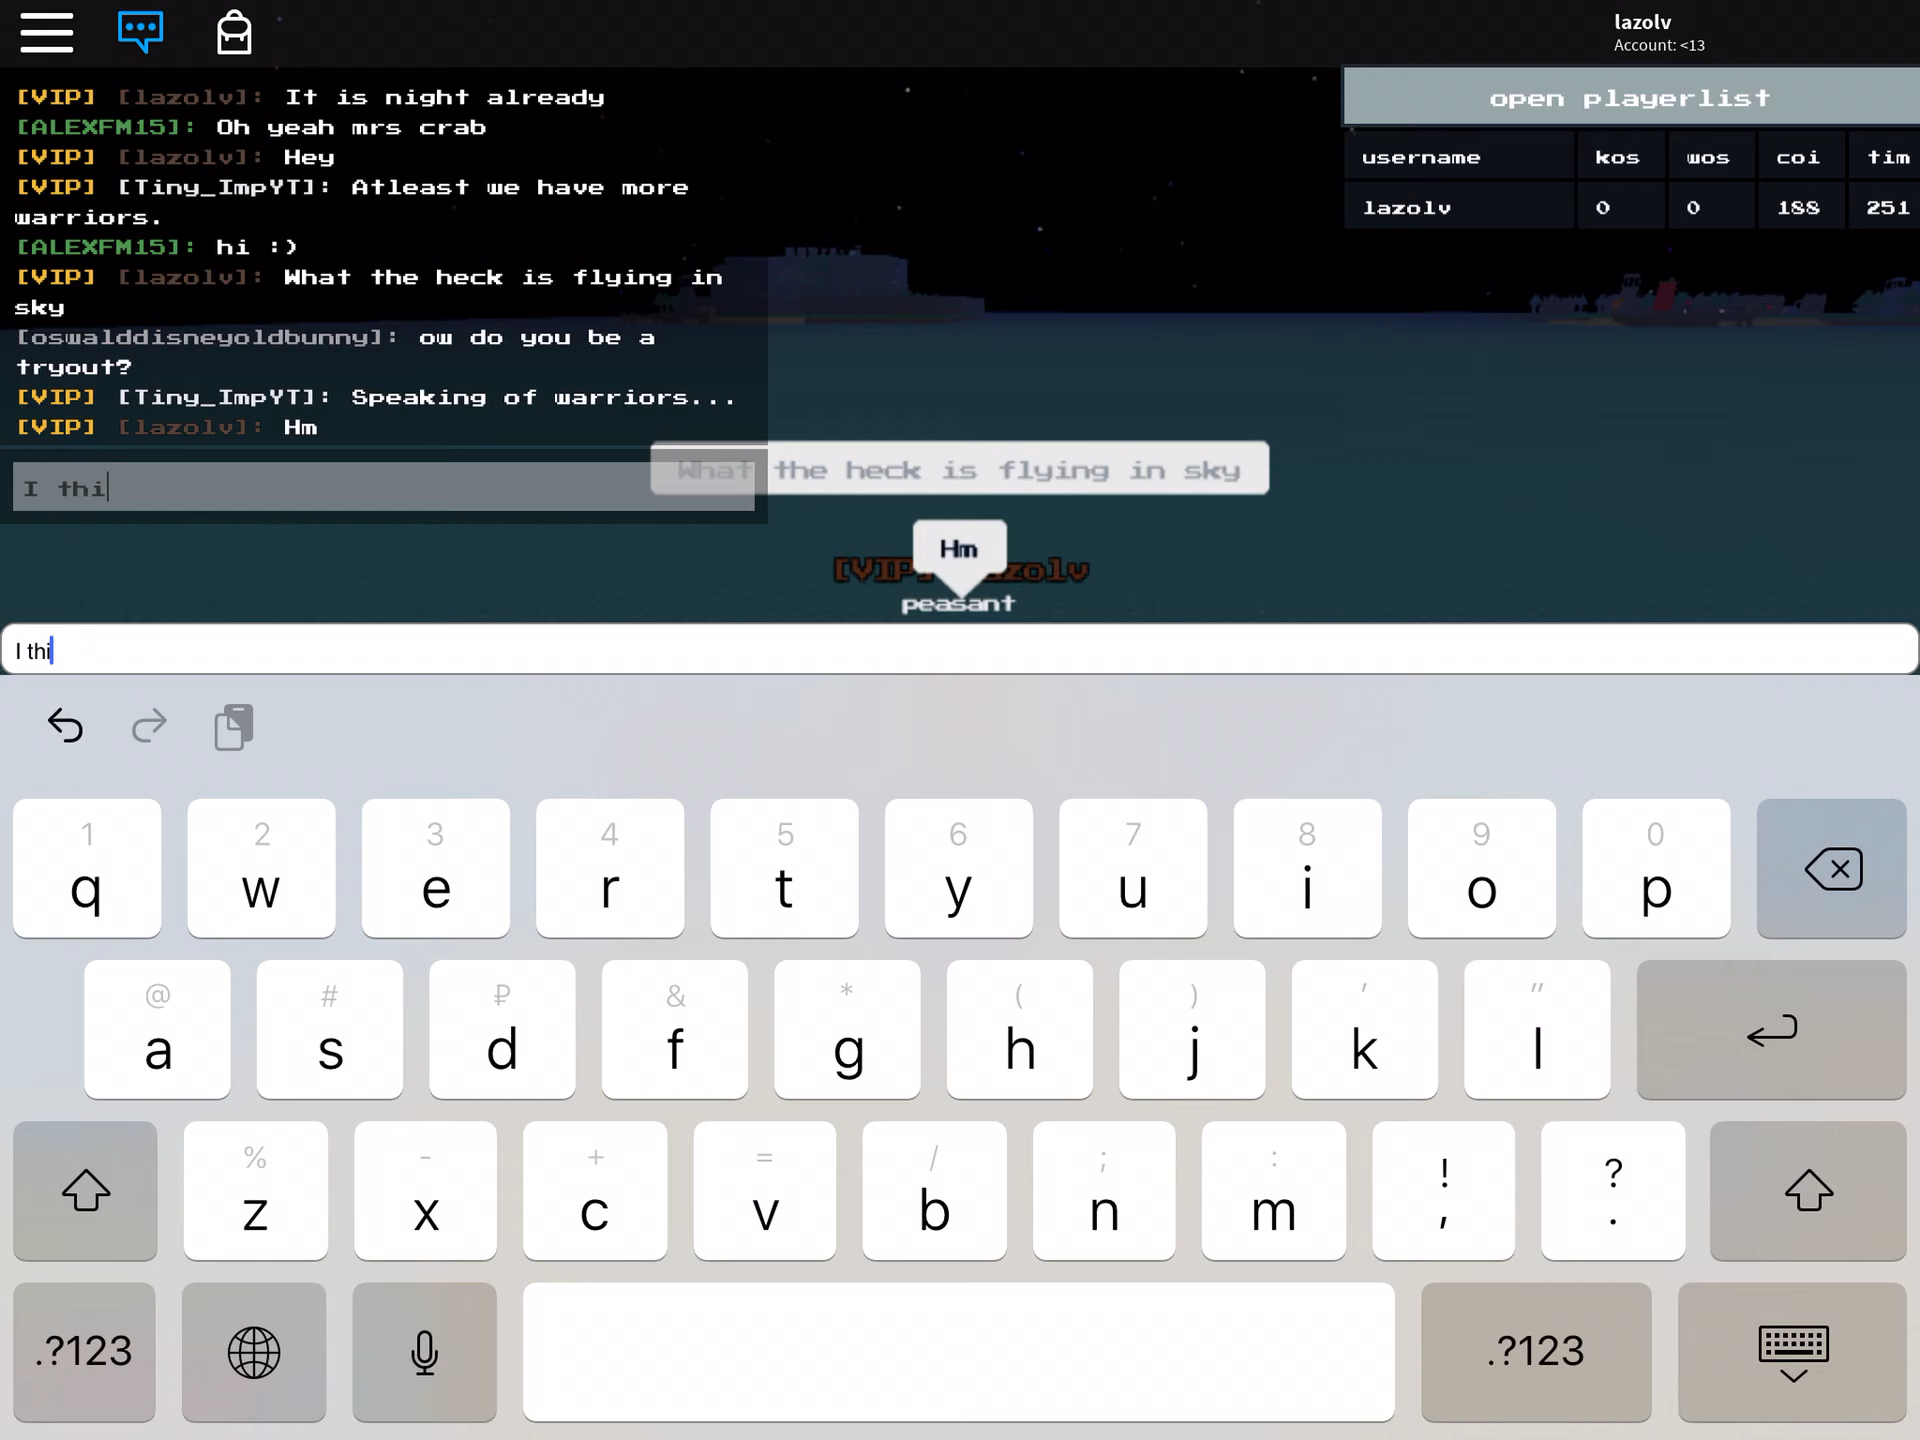 lazolv
Account: <13
[VIP] [lazolv]: It is night already
[ALEXFM15]: Oh yeah mrs crab
[VIP] [lazolv]: Hey
[VIP] [Tiny_ImpYT]: Atleast we have more
warriors.
[ALEXFM15]: hi :)
[VIP] [lazolv]: What the heck is flying in
sky
[oswalddisneyoldbunny]: ow do you be a
tryout?
[VIP] [Tiny_ImpYT]: Speaking of warriors...
[VIP] [lazolv]: Hm
I thi
open playerlist
username kos wos coi tim
lazolv 0 0 188 251
What the heck is flying in sky
Hm
[VIP] lazolv
peasant
I thi
1 2 3 4 5 6 7 8 9 0
q w e r t y u i o p
@ # ₽ & * ( ) ' "
a s d f g h j k l
% - + = / ; : ! ?
z x c v b n m , .
.?123 .?123